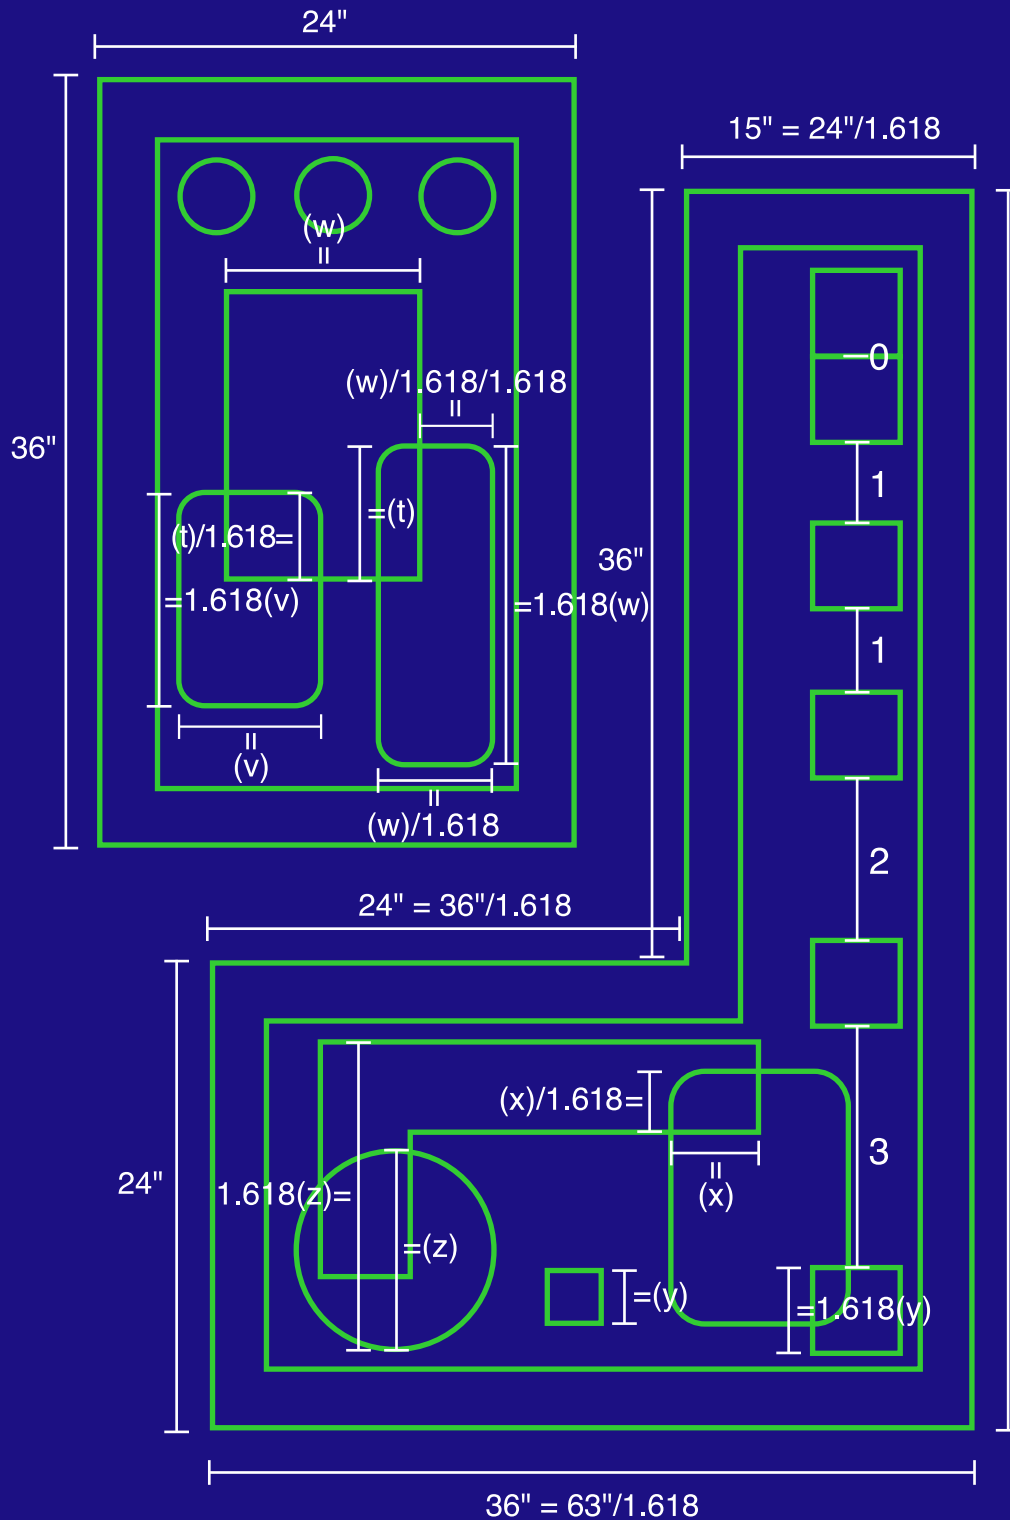 24"
15" = 24"/1.618
(w)
=
0
(w)/1.618/1.618
=
36"
1
=(t)
(t)/1.618=
36"
=1.618(v)
=1.618(w)
1
=
(v)
=
(w)/1.618
2
24" = 36"/1.618
(x)/1.618=
3
24"
1.618(z)=
=
(x)
=(z)
=(y)
=1.618(y)
36" = 63"/1.618